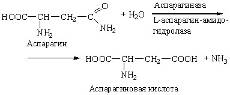 O
HOOC CH₂ C + H₂O Аспарагиназа
CH NH₂ L-аспарагин-амидо-
NH₂ гидролаза
Аспарагин
HOOC CH₂ COOH + NH₃
CH
NH₂
Аспарагиновая кислота